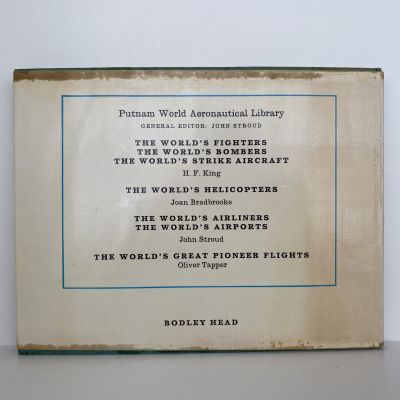 Putnam World Aeronautical Library
GENERAL EDITOR: JOHN STROUD
THE WORLD'S FIGHTERS
THE WORLD'S BOMBERS
THE WORLD'S STRIKE AIRCRAFT
H. F. King
THE WORLD'S HELICOPTERS
Joan Bradbrooke
THE WORLD'S AIRLINERS
THE WORLD'S AIRPORTS
John Stroud
THE WORLD'S GREAT PIONEER FLIGHTS
Oliver Tapper
BODLEY HEAD